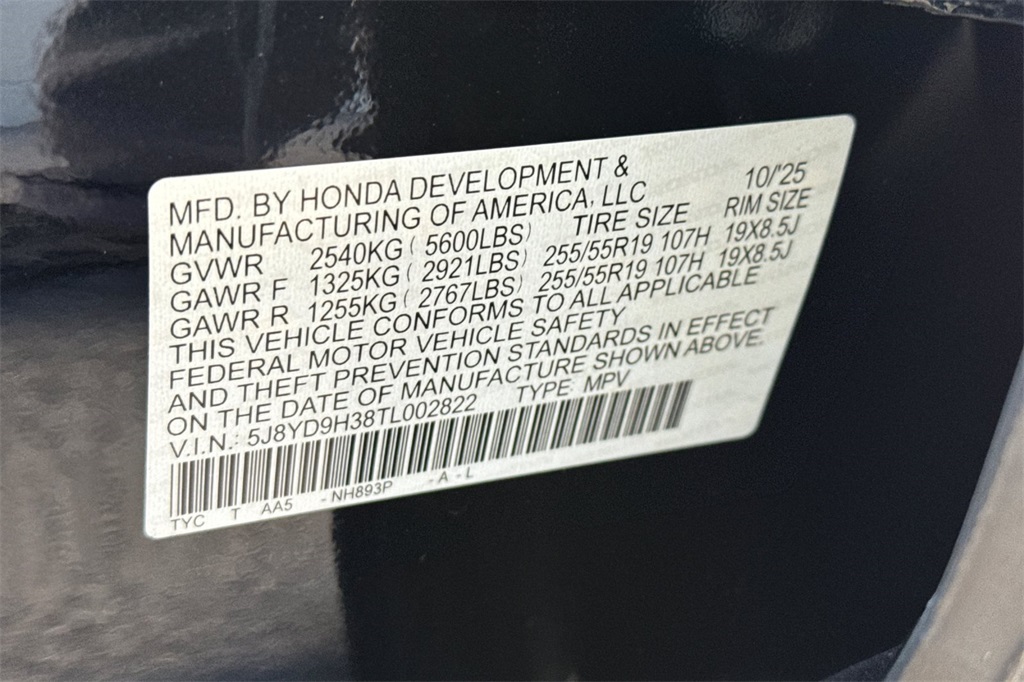 MFD. BY HONDA DEVELOPMENT & 10/'25
MANUFACTURING OF AMERICA, LLC
GVWR 2540KG ( 5600LBS) TIRE SIZE RIM SIZE
GAWR F 1325KG ( 2921LBS) 255/55R19 107H 19X8.5J
GAWR R 1255KG ( 2767LBS) 255/55R19 107H 19X8.5J
THIS VEHICLE CONFORMS TO ALL APPLICABLE
FEDERAL MOTOR VEHICLE SAFETY
AND THEFT PREVENTION STANDARDS IN EFFECT
ON THE DATE OF MANUFACTURE SHOWN ABOVE.
V.I.N.: 5J8YD9H38TL002822 TYPE: MPV
TYC T AA5 - NH893P - A - L